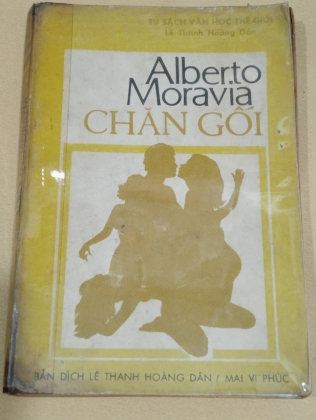 TỦ SÁCH VĂN HỌC THẾ GIỚI
Lê Thanh Hoàng Dân
Alberto
Moravia
CHĂN GỐI
BẢN DỊCH LÊ THANH HOÀNG DÂN / MAI VI PHÚC